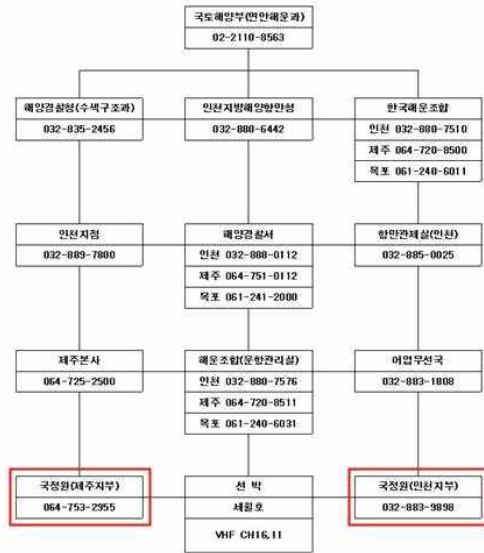 국토해양부(연안해운과)
02-2110-8563
해양경찰청(수색구조과)
032-835-2456
인천지방해양항만청
032-880-6442
한국해운조합
인천 032-880-7510
제주 064-720-8500
목포 061-240-6011
인천지점
032-889-7800
해양경찰서
인천 032-888-0112
제주 064-751-0112
목포 061-241-2000
항만관제실(인천)
032-885-0025
제주본사
064-725-2500
해운조합(운항관리실)
인천 032-880-7576
제주 064-720-8511
목포 061-240-6031
어업무선국
032-883-1808
국정원(제주지부)
064-753-2955
선 박
세월호
VHF CH16,11
국정원(인천지부)
032-883-9898